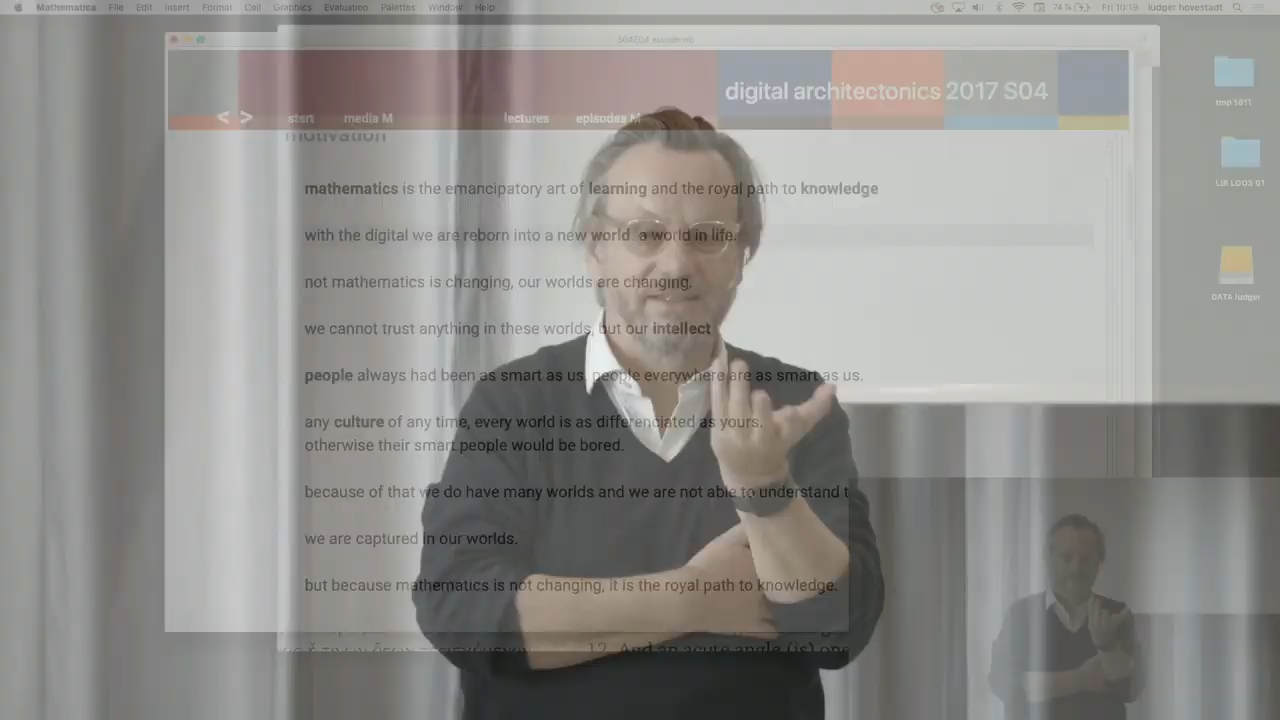 Mathematica File Edit Insert Format Cell Graphics Evaluation Palettes Window Help
74 % Fri 10:19 ludger hovestadt
digital architectonics 2017 S04
< > start media M lectures episodes M
tmp 1811
motivation
mathematics is the emancipatory art of learning and the royal path to knowledge
LIB LOOS 01
with the digital we are reborn into a new world a world in life.
not mathematics is changing, our worlds are changing.
DATA ludger
we cannot trust anything in these worlds, but our intellect
people always had been as smart as us, people everywhere are as smart as us.
any culture of any time, every world is as differenciated as yours.
otherwise their smart people would be bored.
because of that we do have many worlds and we are not able to understand t
we are captured in our worlds.
but because mathematics is not changing, it is the royal path to knowledge.
12. And an acute angle (is) one